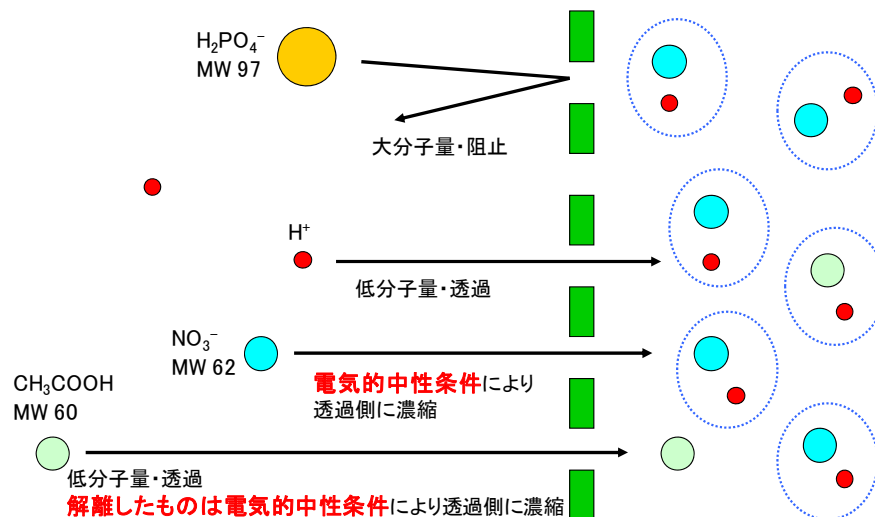 H₂PO₄⁻
MW 97
大分子量・阻止
H⁺
低分子量・透過
NO₃⁻
MW 62
電気的中性条件により
透過側に濃縮
CH₃COOH
MW 60
低分子量・透過
解離したものは電気的中性条件により透過側に濃縮